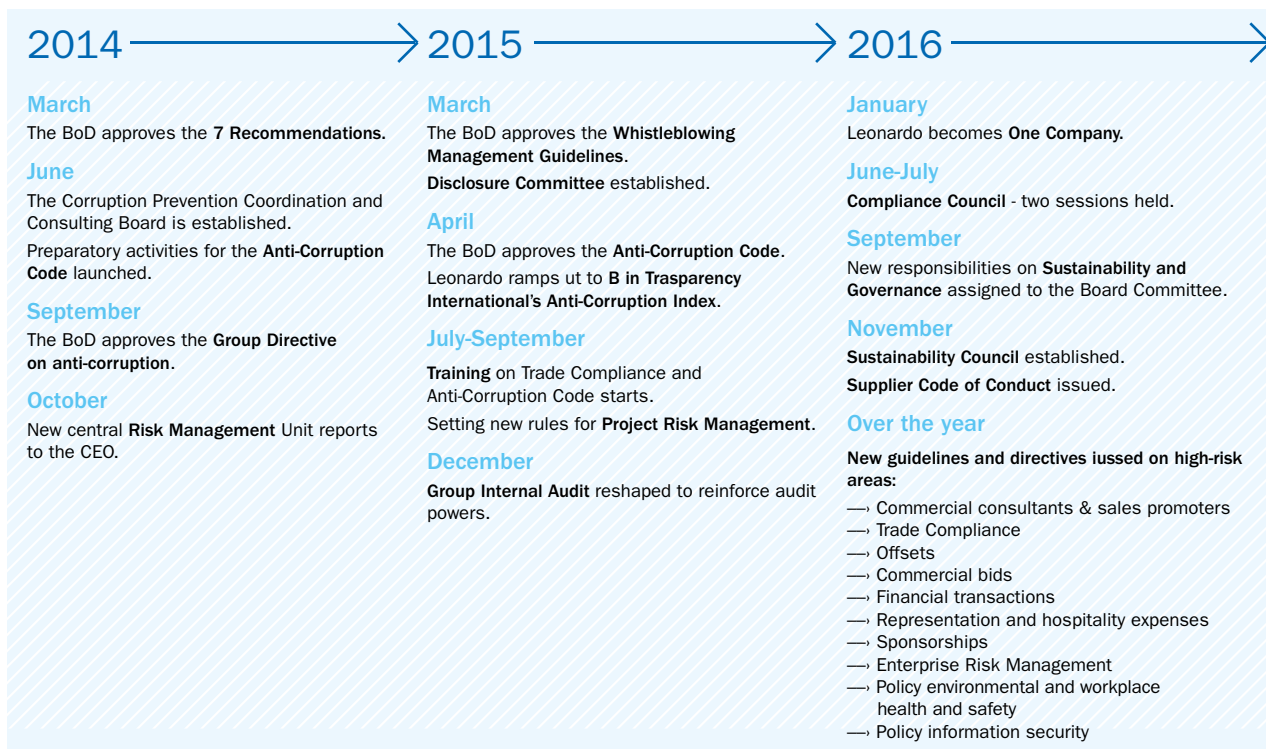 2014
March
The BoD approves the 7 Recommendations.
June
The Corruption Prevention Coordination and
Consulting Board is established.
Preparatory activities for the Anti-Corruption
Code launched.
September
The BoD approves the Group Directive
on anti-corruption.
October
New central Risk Management Unit reports
to the CEO.
2015
March
The BoD approves the Whistleblowing
Management Guidelines.
Disclosure Committee established.
April
The BoD approves the Anti-Corruption Code.
Leonardo ramps ut to B in Trasparency
International's Anti-Corruption Index.
July-September
Training on Trade Compliance and
Anti-Corruption Code starts.
Setting new rules for Project Risk Management.
December
Group Internal Audit reshaped to reinforce audit
powers.
2016
January
Leonardo becomes One Company.
June-July
Compliance Council - two sessions held.
September
New responsibilities on Sustainability and
Governance assigned to the Board Committee.
November
Sustainability Council established.
Supplier Code of Conduct issued.
Over the year
New guidelines and directives iussed on high-risk
areas:
—› Commercial consultants & sales promoters
—› Trade Compliance
—› Offsets
—› Commercial bids
—› Financial transactions
—› Representation and hospitality expenses
—› Sponsorships
—› Enterprise Risk Management
—› Policy environmental and workplace
health and safety
—› Policy information security